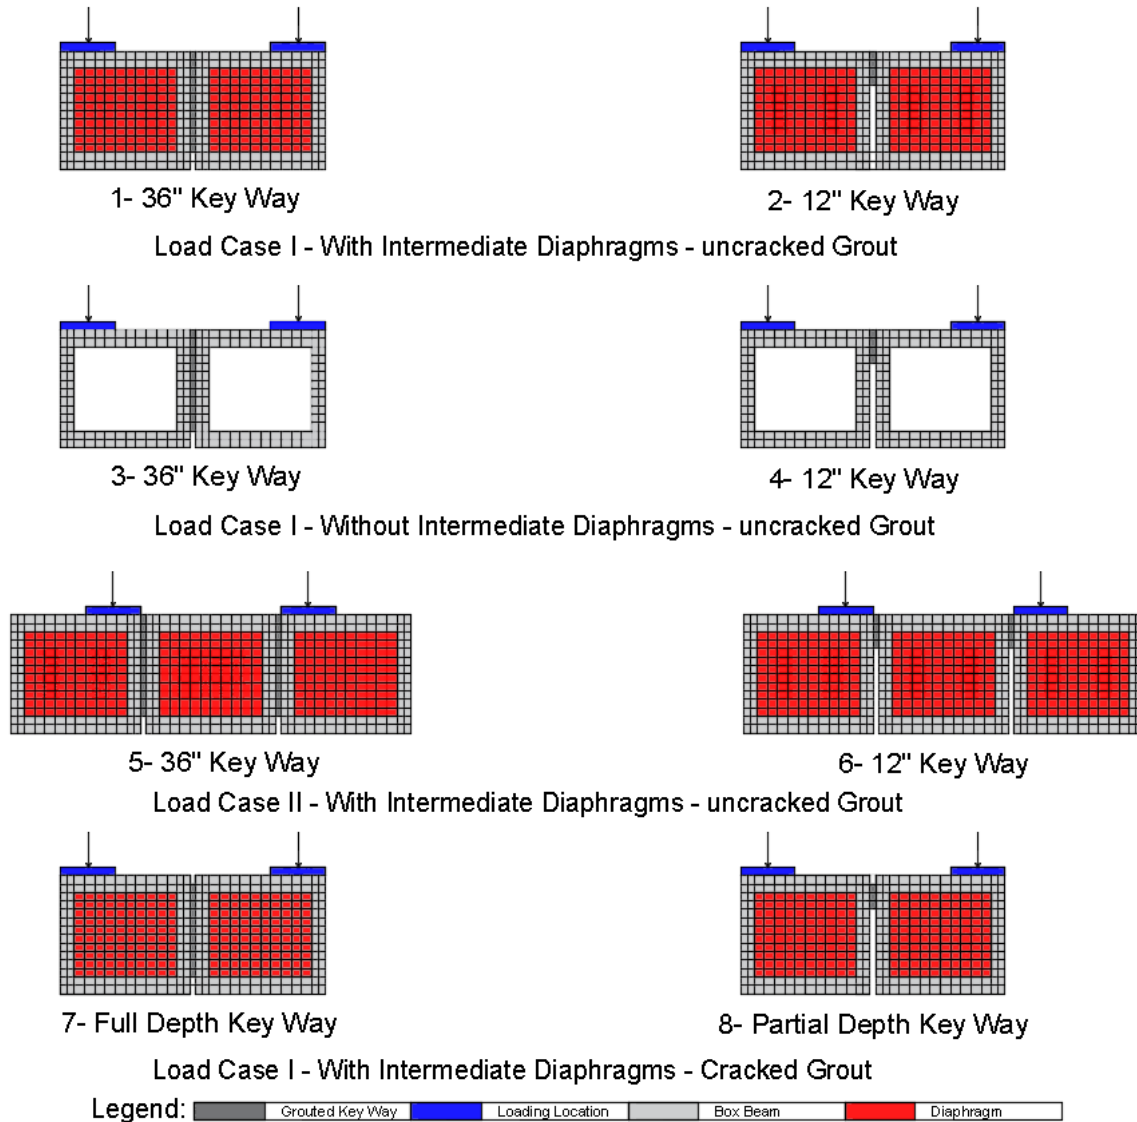 1- 36" Key Way
2- 12" Key Way
Load Case I - With Intermediate Diaphragms - uncracked Grout
3- 36" Key Way
4- 12" Key Way
Load Case I - Without Intermediate Diaphragms - uncracked Grout
5- 36" Key Way
6- 12" Key Way
Load Case II - With Intermediate Diaphragms - uncracked Grout
7- Full Depth Key Way
8- Partial Depth Key Way
Load Case I - With Intermediate Diaphragms - Cracked Grout
Legend: Grouted Key Way Loading Location Box Beam Diaphragm